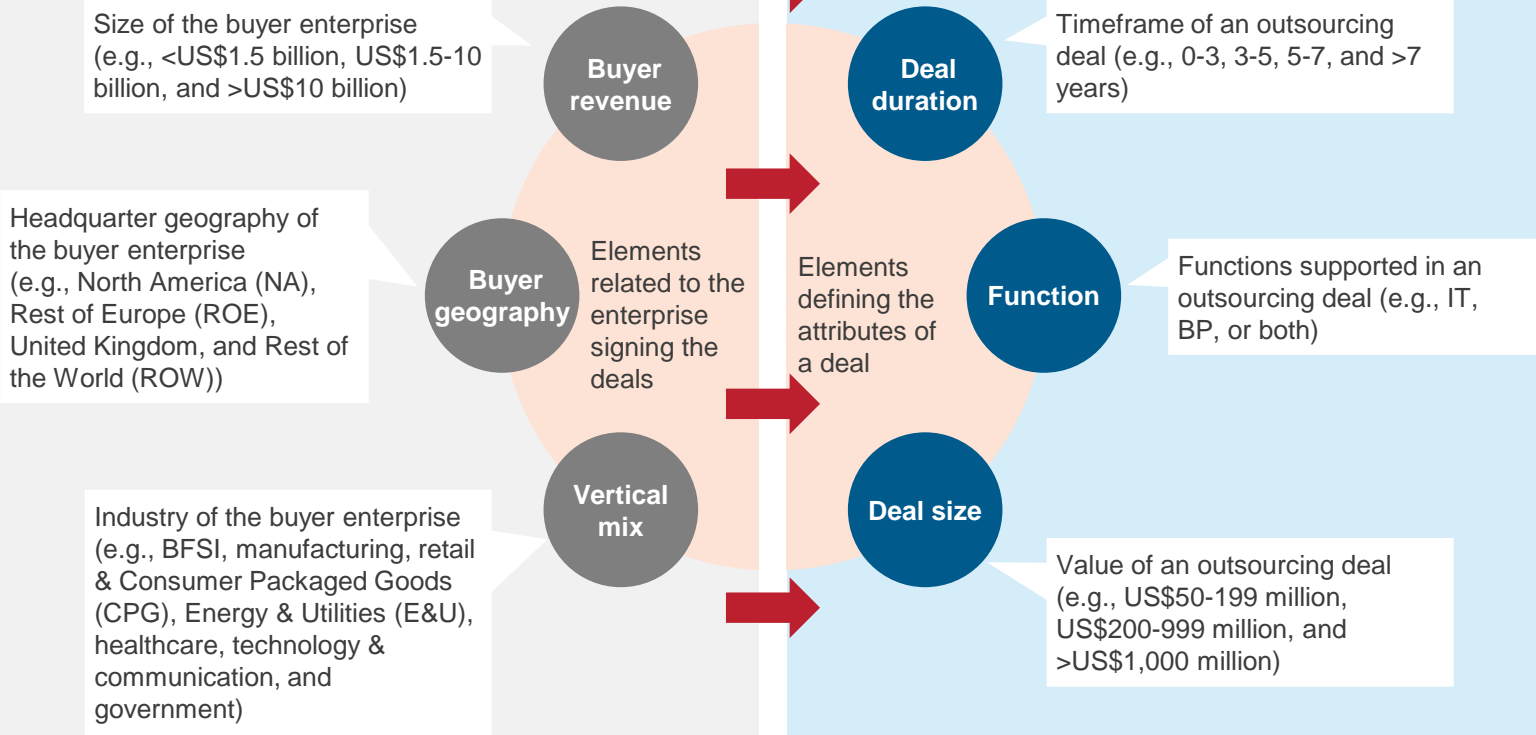 Size of the buyer enterprise
(e.g., <US$1.5 billion, US$1.5-10
billion, and >US$10 billion)
Buyer
revenue
Headquarter geography of
the buyer enterprise
(e.g., North America (NA),
Rest of Europe (ROE),
United Kingdom, and Rest of
the World (ROW))
Buyer
geography
Elements
related to the
enterprise
signing the
deals
Industry of the buyer enterprise
(e.g., BFSI, manufacturing, retail
& Consumer Packaged Goods
(CPG), Energy & Utilities (E&U),
healthcare, technology &
communication, and
government)
Vertical
mix
Deal
duration
Timeframe of an outsourcing
deal (e.g., 0-3, 3-5, 5-7, and >7
years)
Elements
defining the
attributes of
a deal
Function
Functions supported in an
outsourcing deal (e.g., IT,
BP, or both)
Deal size
Value of an outsourcing deal
(e.g., US$50-199 million,
US$200-999 million, and
>US$1,000 million)